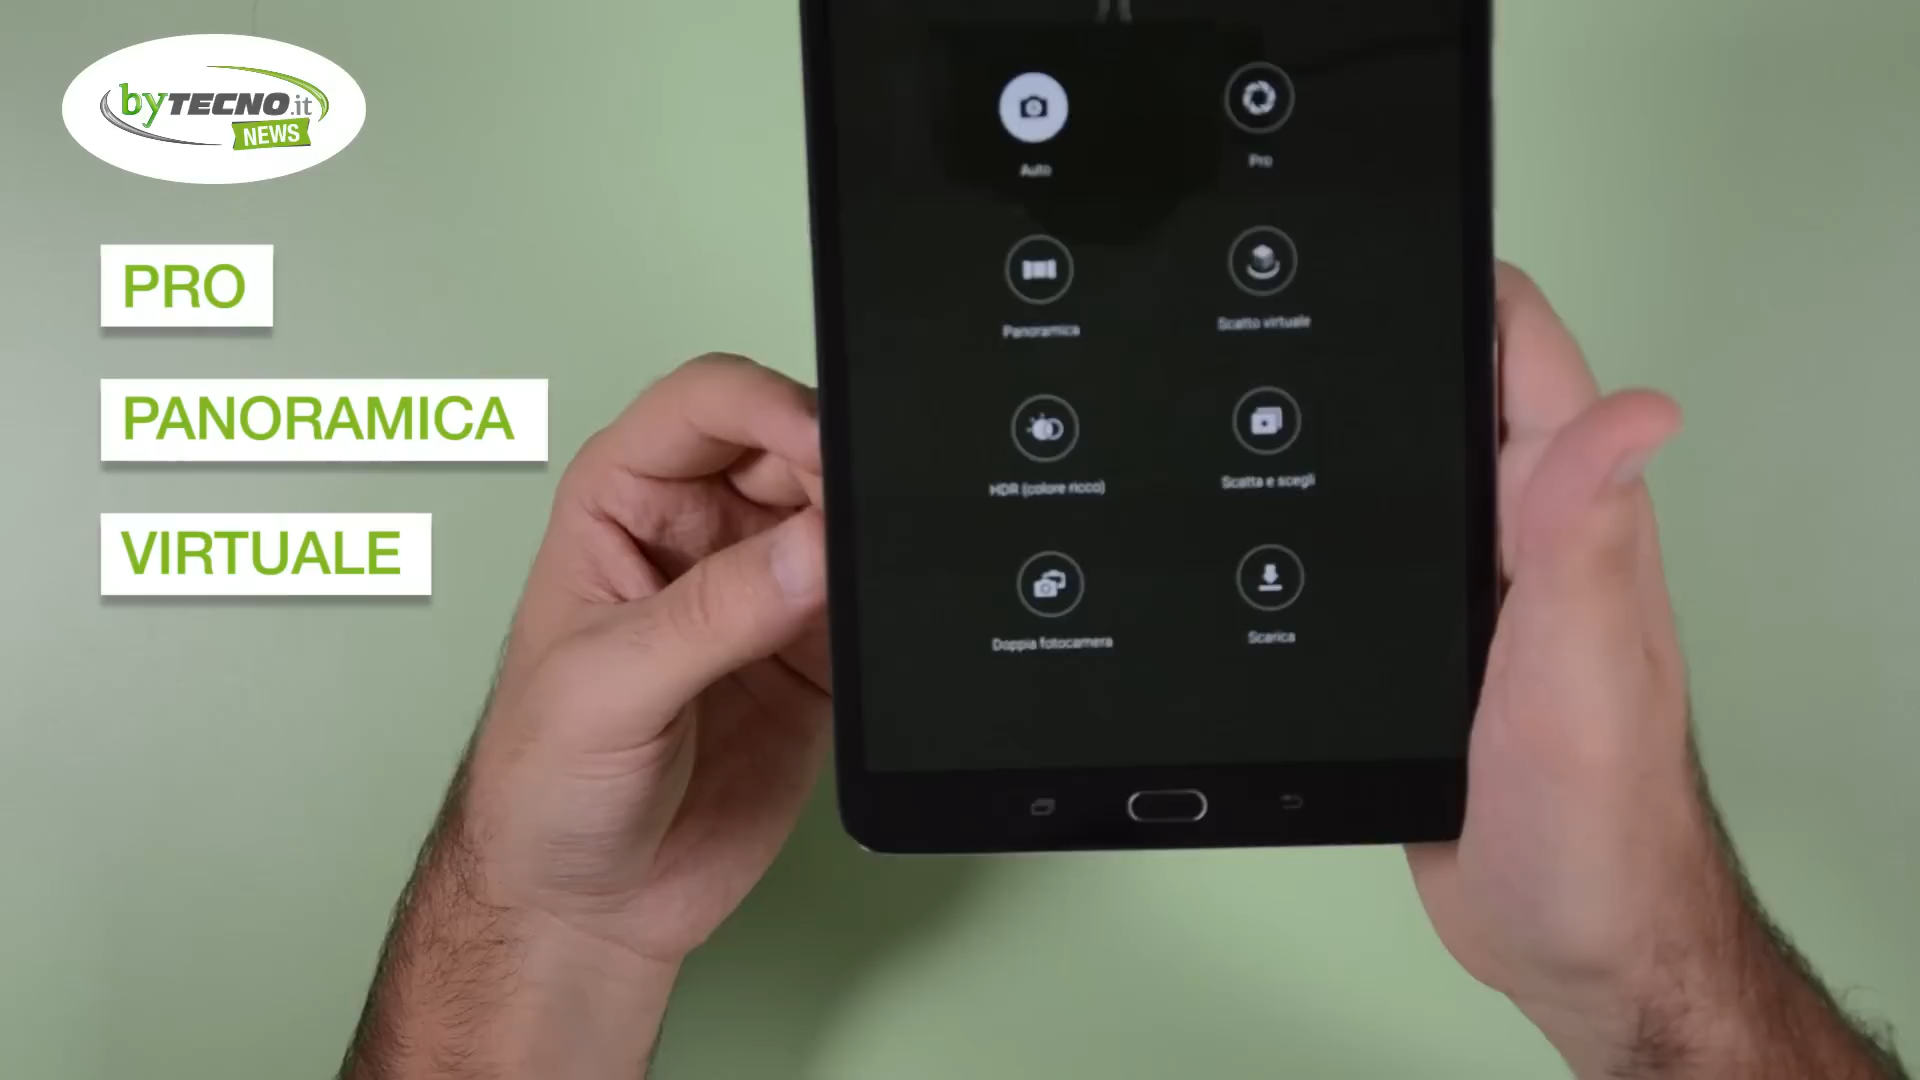 byTECNO.it
NEWS
PRO
PANORAMICA
VIRTUALE
Auto
Pro
Panoramica
Scatto virtuale
HDR (colore ricco)
Scatta e scegli
Doppia fotocamera
Scarica